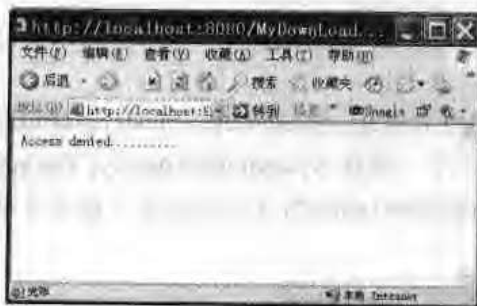 http://localhost:8080/MyDownLoad...
文件(F) 编辑(E) 查看(V) 收藏(A) 工具(T) 帮助(H)
后退 搜索 收藏夹
http://localhost:8 转到 Google
Access denied..........
完毕 本地 Intranet